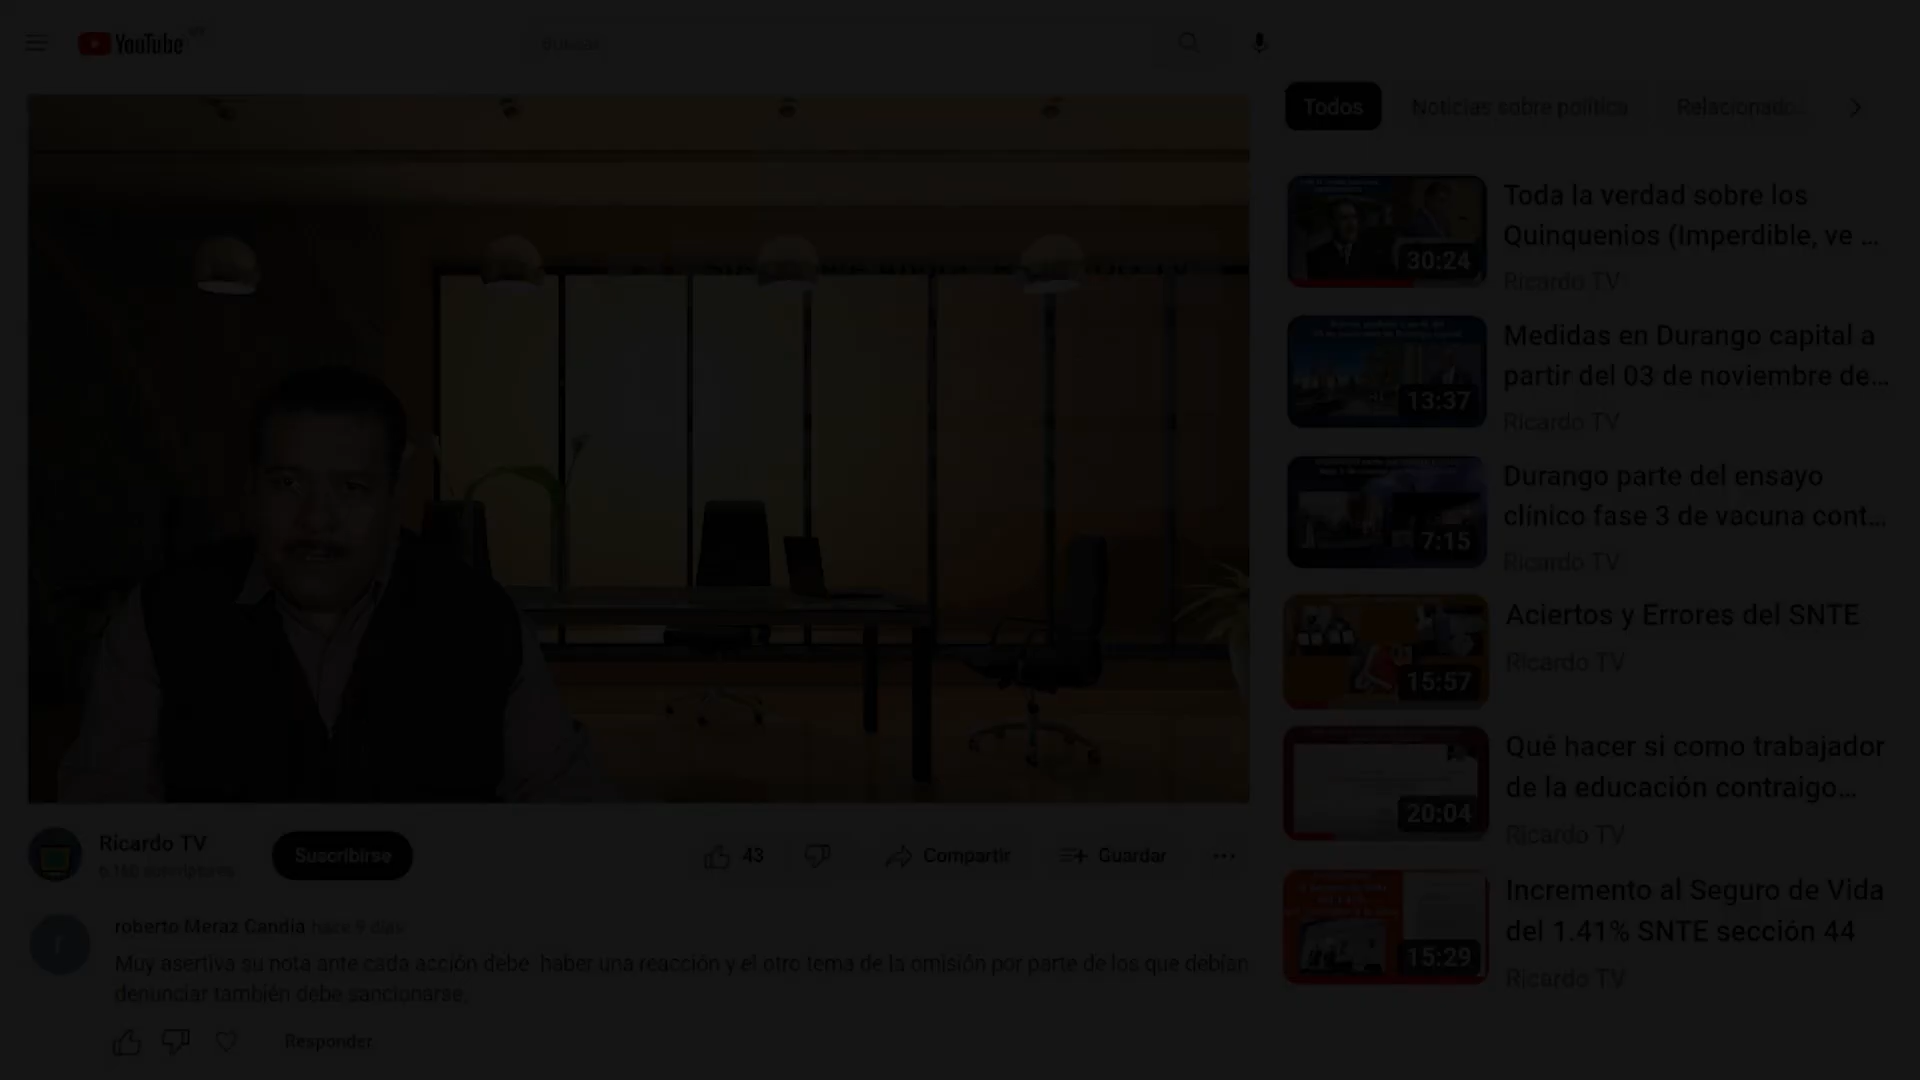 YouTube
Buscar
Todos
Noticias sobre política
Relacionado
Toda la verdad sobre los
Quinquenios (Imperdible, ve ...
Ricardo TV
30:24
Medidas en Durango capital a
partir del 03 de noviembre de...
Ricardo TV
13:37
Durango parte del ensayo
clínico fase 3 de vacuna cont...
Ricardo TV
7:15
Aciertos y Errores del SNTE
Ricardo TV
15:57
Qué hacer si como trabajador
de la educación contraigo...
Ricardo TV
20:04
Incremento al Seguro de Vida
del 1.41% SNTE sección 44
Ricardo TV
15:29
Ricardo TV
suscriptores
Suscribirse
43
Compartir
Guardar
roberto Meraz Candia hace 9 días
Muy asertiva su nota ante cada acción debe haber una reacción y el otro tema de la omisión por parte de los que debían
denunciar también debe sancionarse.
Responder